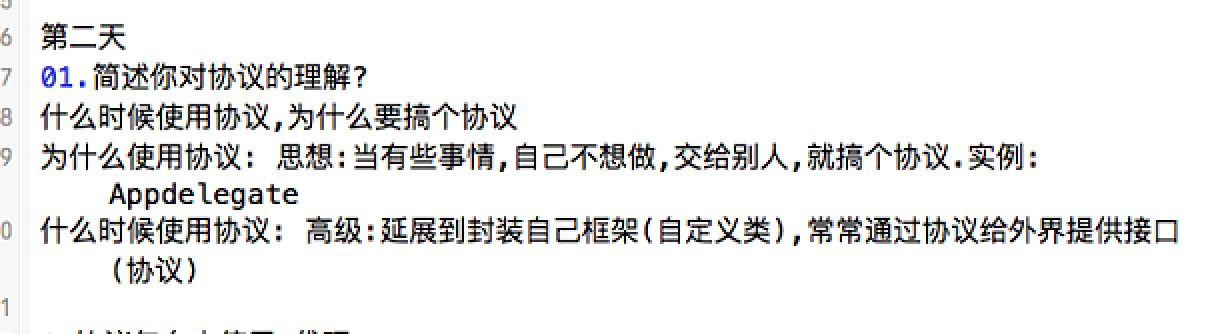 6 第二天
7 01.简述你对协议的理解?
8 什么时候使用协议,为什么要搞个协议
9 为什么使用协议: 思想:当有些事情,自己不想做,交给别人,就搞个协议.实例:
Appdelegate
0 什么时候使用协议: 高级:延展到封装自己框架(自定义类),常常通过协议给外界提供接口
(协议)
1